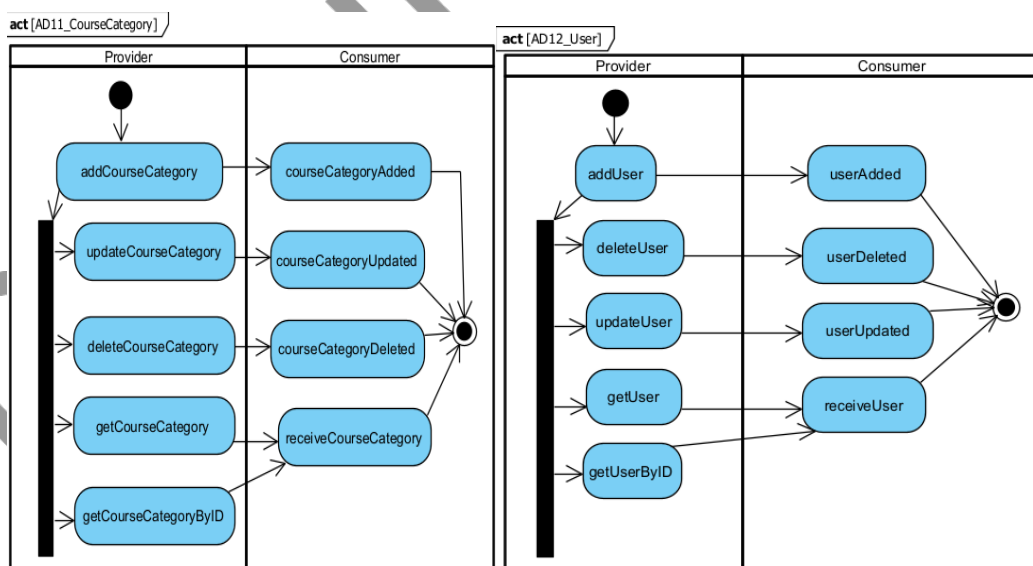 act [AD11_CourseCategory]
Provider
Consumer
addCourseCategory
courseCategoryAdded
updateCourseCategory
courseCategoryUpdated
deleteCourseCategory
courseCategoryDeleted
getCourseCategory
receiveCourseCategory
getCourseCategoryByID
act [AD12_User]
Provider
Consumer
addUser
userAdded
deleteUser
userDeleted
updateUser
userUpdated
getUser
receiveUser
getUserByID